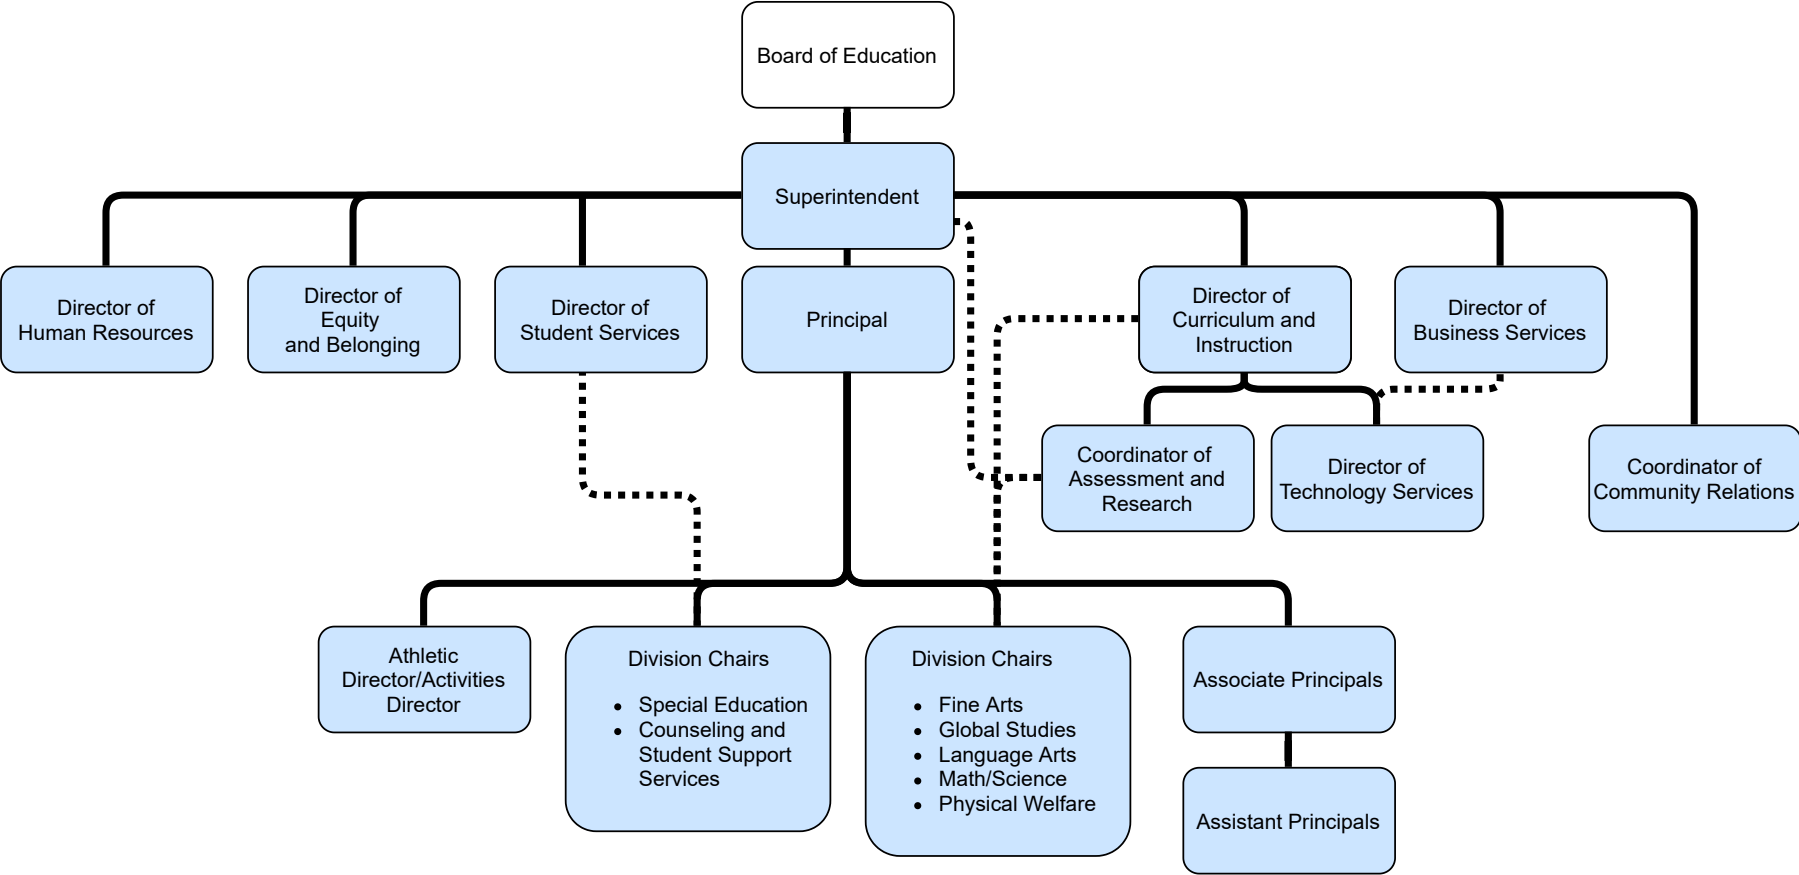 Board of Education
Superintendent
Director of
Human Resources
Director of
Equity
and Belonging
Director of
Student Services
Principal
Director of
Curriculum and
Instruction
Director of
Business Services
Coordinator of
Assessment and
Research
Director of
Technology Services
Coordinator of
Community Relations
Athletic
Director/Activities
Director
Division Chairs
• Special Education
• Counseling and
Student Support
Services
Division Chairs
• Fine Arts
• Global Studies
• Language Arts
• Math/Science
• Physical Welfare
Associate Principals
Assistant Principals